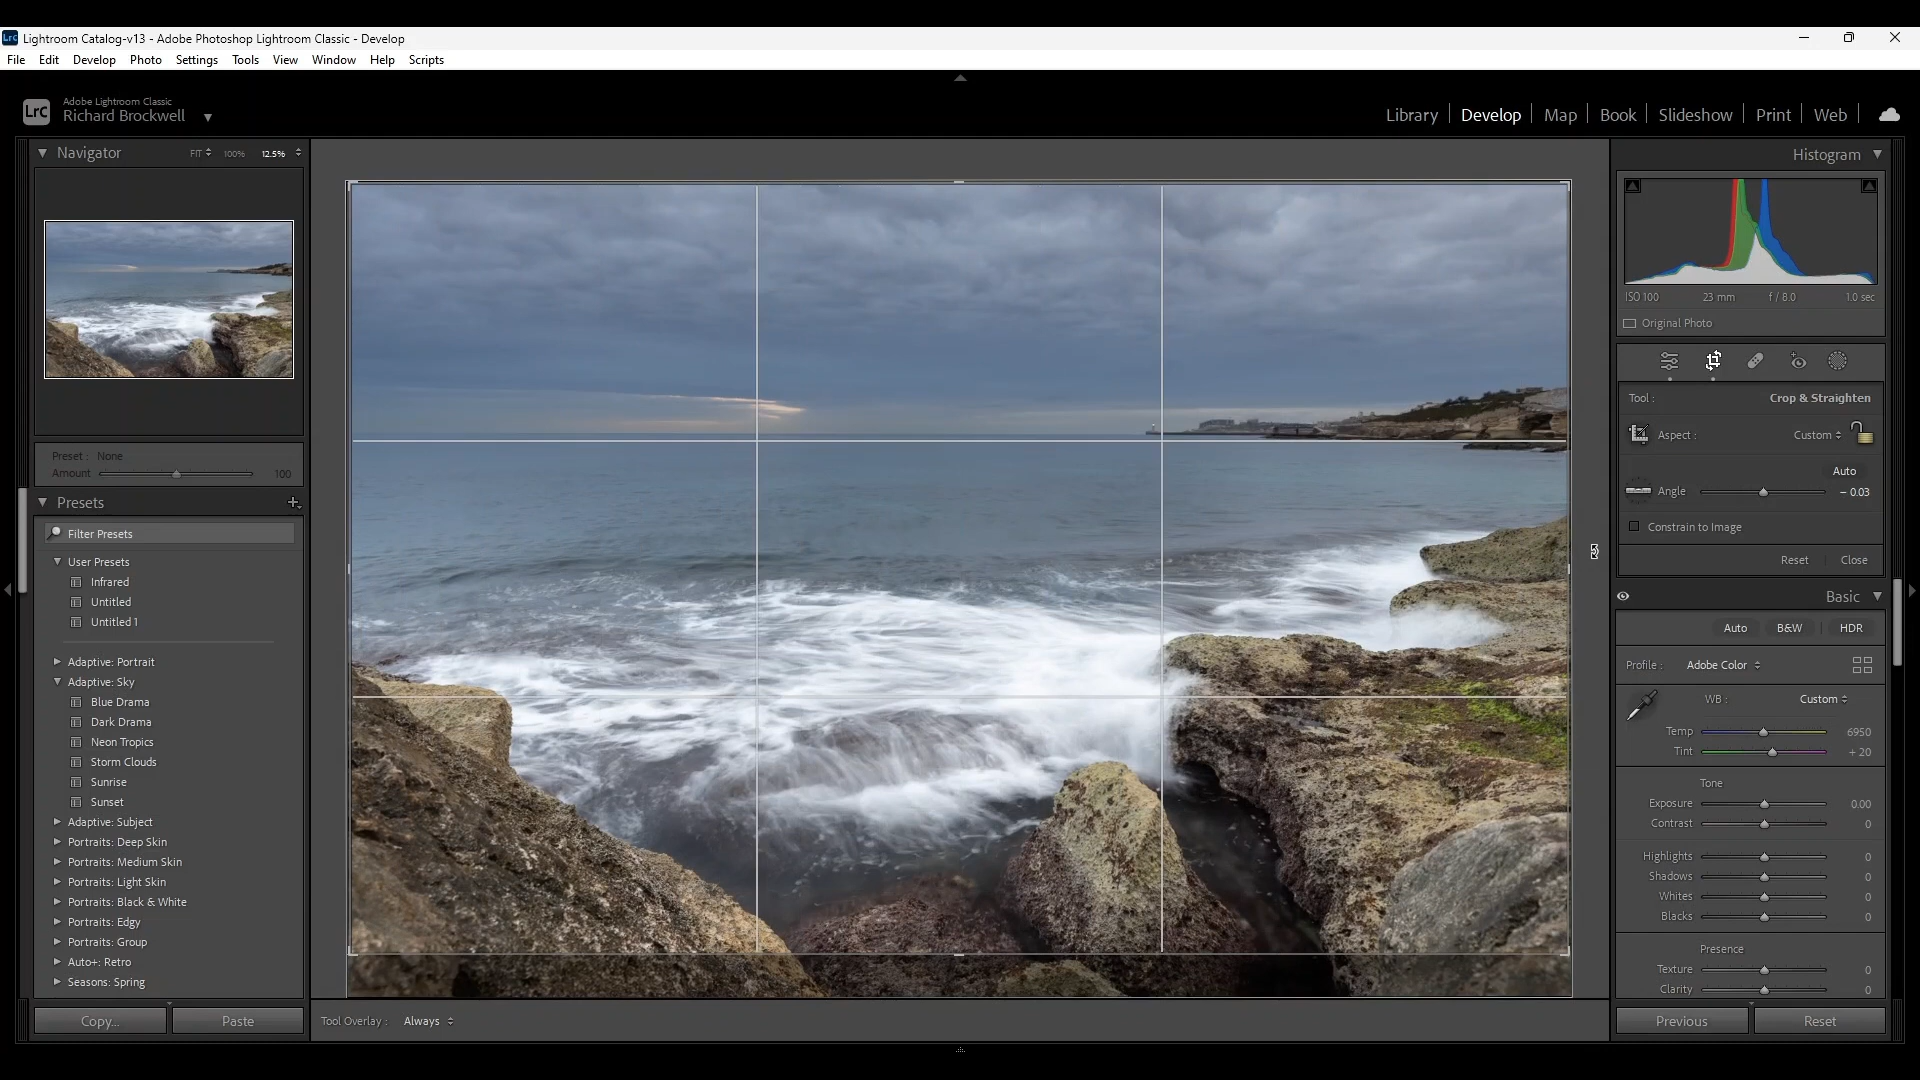 Lrc Lightroom Catalog-v13 - Adobe Photoshop Lightroom Classic - Develop
File Edit Develop Photo Settings Tools View Window Help Scripts
LrC
Adobe Lightroom Classic
Richard Brockwell
Library | Develop | Map | Book | Slideshow | Print | Web
Navigator FIT 100% 12.5%
Preset : None
Amount 100
Presets +
Filter Presets
User Presets
Infrared
Untitled
Untitled 1
Adaptive: Portrait
Adaptive: Sky
Blue Drama
Dark Drama
Neon Tropics
Storm Clouds
Sunrise
Sunset
Adaptive: Subject
Portraits: Deep Skin
Portraits: Medium Skin
Portraits: Light Skin
Portraits: Black & White
Portraits: Edgy
Portraits: Group
Auto+: Retro
Seasons: Spring
Copy... Paste
Tool Overlay : Always
Histogram
ISO 100 23 mm f / 8.0 1.0 sec
Original Photo
Tool : Crop & Straighten
Aspect : Custom
Auto
Angle – 0.03
Constrain to Image
Reset Close
Basic
Auto B&W HDR
Profile : Adobe Color
WB : Custom
Temp 6950
Tint + 20
Tone
Exposure 0.00
Contrast 0
Highlights 0
Shadows 0
Whites 0
Blacks 0
Presence
Texture 0
Clarity 0
Previous Reset